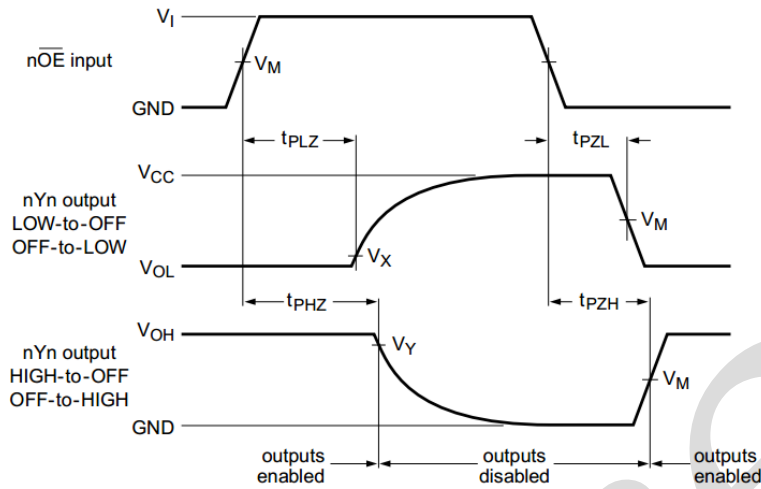 VI
nOE input
VM
GND
tPLZ
tPZL
VCC
nYn output
LOW-to-OFF
OFF-to-LOW
VM
VX
VOL
tPHZ
tPZH
VOH
nYn output
HIGH-to-OFF
OFF-to-HIGH
VY
VM
GND
outputs
enabled
outputs
disabled
outputs
enabled